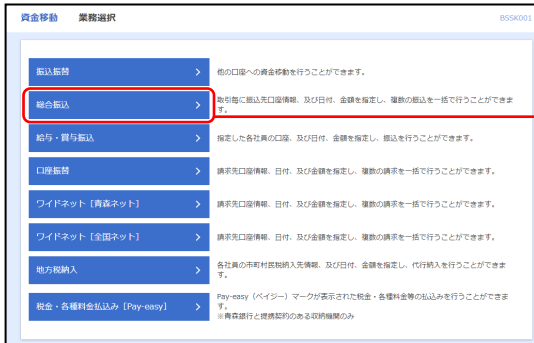 資金移動 業務選択 BSSK001
振込振替 他の口座への資金移動を行うことができます。
総合振込 取引毎に振込先口座情報、及び日付、金額を指定し、複数の振込を一括で行うことができま
す。
給与・賞与振込 指定した各社員の口座、及び日付、金額を指定し、振込を行うことができます。
口座振替 請求先口座情報、日付、及び金額を指定し、複数の請求を一括で行うことができます。
ワイドネット［青森ネット］ 請求先口座情報、日付、及び金額を指定し、複数の請求を一括で行うことができます。
ワイドネット［全国ネット］ 請求先口座情報、日付、及び金額を指定し、複数の請求を一括で行うことができます。
地方税納入 各社員の市町村民税納入先情報、及び日付、金額を指定し、代行納入を行うことができま
す。
税金・各種料金払込み［Pay-easy］ Pay-easy（ペイジー）マークが表示された税金・各種料金等の払込みを行うことができま
す。
※青森銀行と提携契約のある収納機関のみ